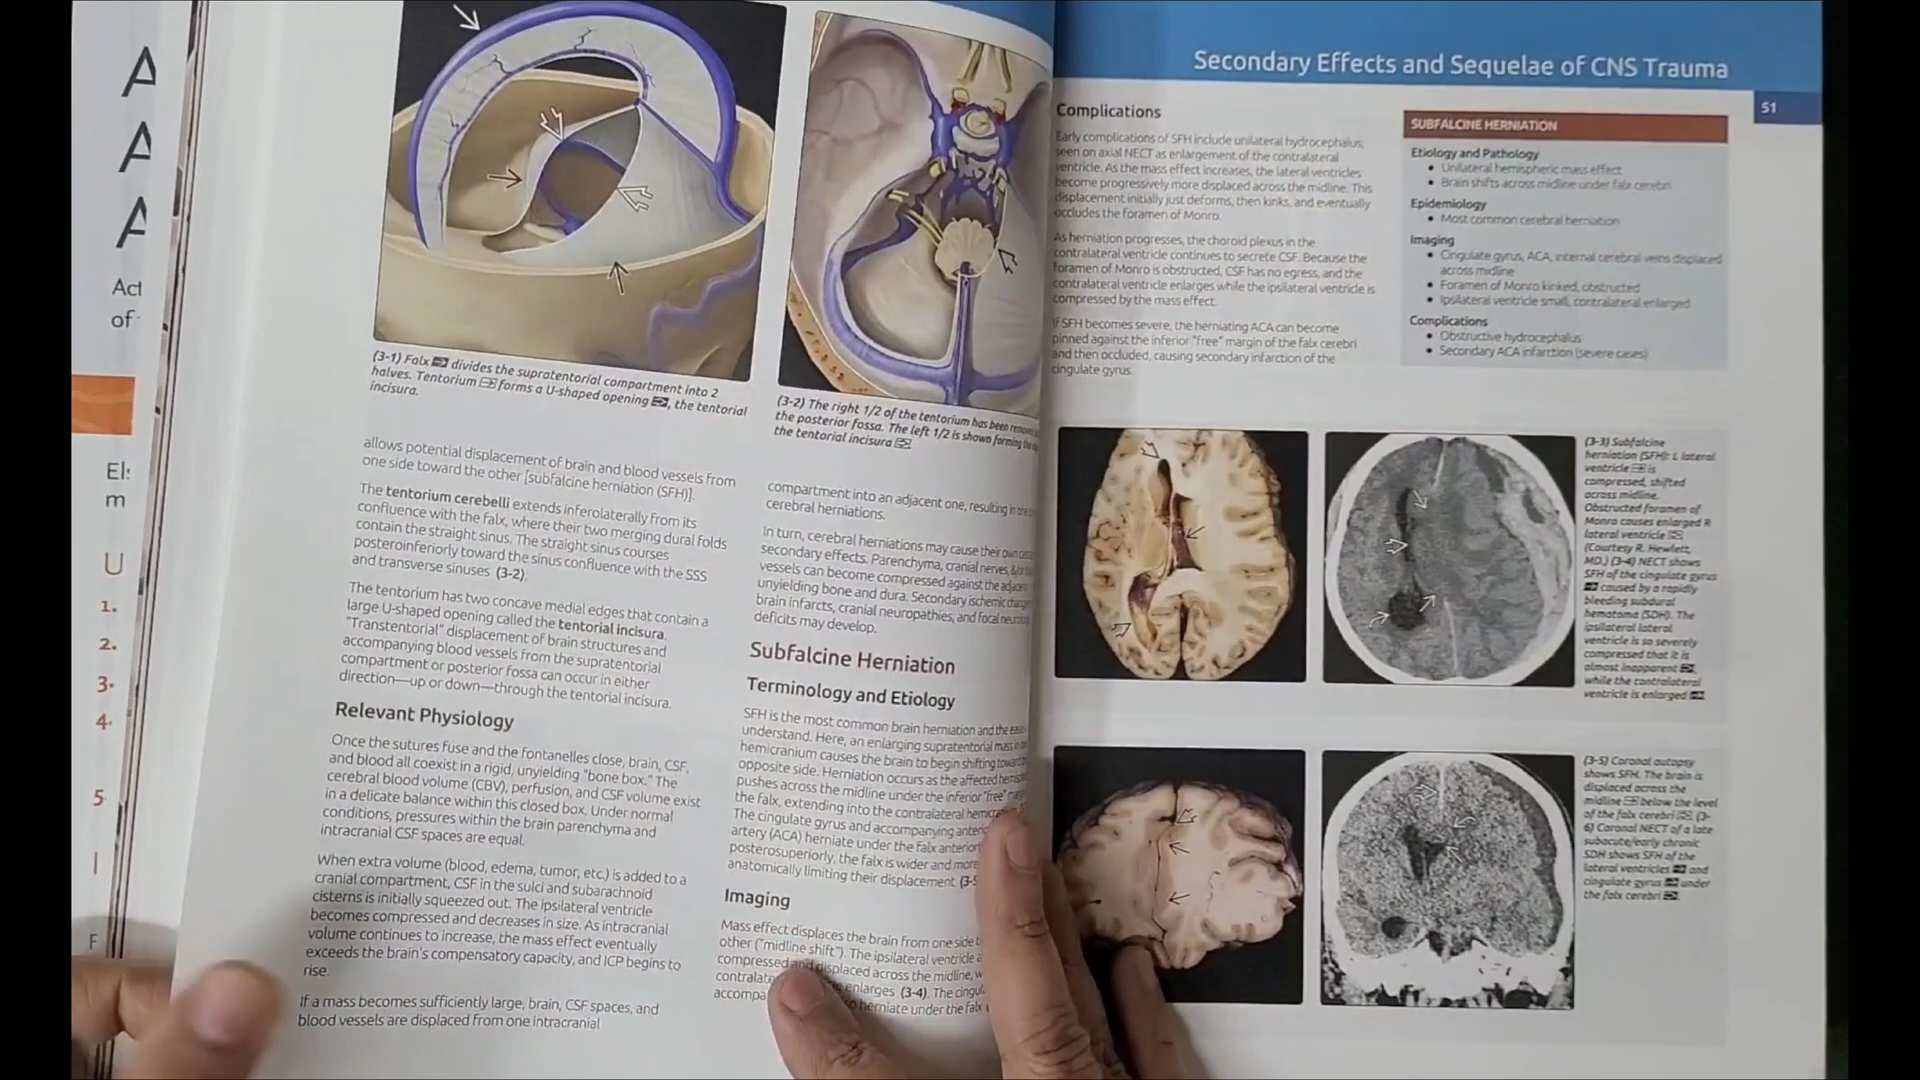 A
A
A
Act
of
El:
m
U
1.
2.
3.
4.
5.
I
F
(3-1) Falx divides the supratentorial compartment into 2
halves. Tentorium forms a U-shaped opening, the tentorial
incisura.
allows potential displacement of brain and blood vessels from
one side toward the other [subfalcine herniation (SFH)].
The tentorium cerebelli extends inferolaterally from its
confluence with the falx, where their two merging dural folds
contain the straight sinus. The straight sinus courses
posteroinferiorly toward the sinus confluence with the SSS
and transverse sinuses (3-2).
The tentorium has two concave medial edges that contain a
large U-shaped opening called the tentorial incisura.
"Transtentorial" displacement of brain structures and
accompanying blood vessels from the supratentorial
compartment or posterior fossa can occur in either
direction—up or down—through the tentorial incisura.
Relevant Physiology
Once the sutures fuse and the fontanelles close, brain, CSF,
and blood all coexist in a rigid, unyielding "bone box." The
cerebral blood volume (CBV), perfusion, and CSF volume exist
in a delicate balance within this closed box. Under normal
conditions, pressures within the brain parenchyma and
intracranial CSF spaces are equal.
When extra volume (blood, edema, tumor, etc.) is added to a
cranial compartment, CSF in the sulci and subarachnoid
cisterns is initially squeezed out. The ipsilateral ventricle
becomes compressed and decreases in size. As intracranial
volume continues to increase, the mass effect eventually
exceeds the brain's compensatory capacity, and ICP begins to
rise.
If a mass becomes sufficiently large, brain, CSF spaces, and
blood vessels are displaced from one intracranial
(3-2) The right 1/2 of the tentorium has been
the posterior fossa. The left 1/2 is shown forming
the tentorial incisura
compartment into an adjacent one, resulting in
cerebral herniations.
In turn, cerebral herniations may cause their own
secondary effects. Parenchyma, cranial nerves,
vessels can become compressed against the
unyielding bone and dura. Secondary ischemic
brain infarcts, cranial neuropathies, and focal
deficits may develop.
Subfalcine Herniation
Terminology and Etiology
SFH is the most common brain herniation and the
understand. Here, an enlarging supratentorial mass in
hemicranium causes the brain to begin shifting
opposite side. Herniation occurs as the affected
pushes across the midline under the inferior "free"
the falx, extending into the contralateral
The cingulate gyrus and accompanying
artery (ACA) herniate under the falx
posterosuperiorly, the falx is wider and more
anatomically limiting their displacement
Imaging
Mass effect displaces the brain from one side
other ("midline shift"). The ipsilateral ventricle
compressed and displaced across the midline,
enlarges (3-4). The
herniate under the falx
Secondary Effects and Sequelae of CNS Trauma
51
Complications
Early complications of SFH include unilateral hydrocephalus,
seen on axial NECT as enlargement of the contralateral
ventricle. As the mass effect increases, the lateral ventricles
become progressively more displaced across the midline. This
displacement initially just deforms, then kinks, and eventually
occludes the foramen of Monro.
As herniation progresses, the choroid plexus in the
contralateral ventricle continues to secrete CSF. Because the
foramen of Monro is obstructed, CSF has no egress, and the
contralateral ventricle enlarges while the ipsilateral ventricle is
compressed by the mass effect.
If SFH becomes severe, the herniating ACA can become
pinned against the inferior "free" margin of the falx cerebri
and then occluded, causing secondary infarction of the
cingulate gyrus.
SUBFALCINE HERNIATION
Etiology and Pathology
• Unilateral hemispheric mass effect
• Brain shifts across midline under falx cerebri
Epidemiology
• Most common cerebral herniation
Imaging
• Cingulate gyrus, ACA, internal cerebral veins displaced
across midline
• Foramen of Monro kinked, obstructed
• Ipsilateral ventricle small, contralateral enlarged
Complications
• Obstructive hydrocephalus
• Secondary ACA infarction (severe cases)
(3-3) Subfalcine
herniation (SFH): L lateral
ventricle is
compressed, shifted
across midline.
Obstructed foramen of
Monro causes enlarged R
lateral ventricle.
(Courtesy R. Hewlett,
MD.) (3-4) NECT shows
SFH of the cingulate gyrus
caused by a rapidly
bleeding subdural
hematoma (SDH). The
ipsilateral lateral
ventricle is so severely
compressed that it is
almost inapparent,
while the contralateral
ventricle is enlarged
(3-5) Coronal autopsy
shows SFH. The brain is
displaced across the
midline below the level
of the falx cerebri. (3-
6) Coronal NECT of a late
subacute/early chronic
SDH shows SFH of the
lateral ventricles and
cingulate gyrus under
the falx cerebri.